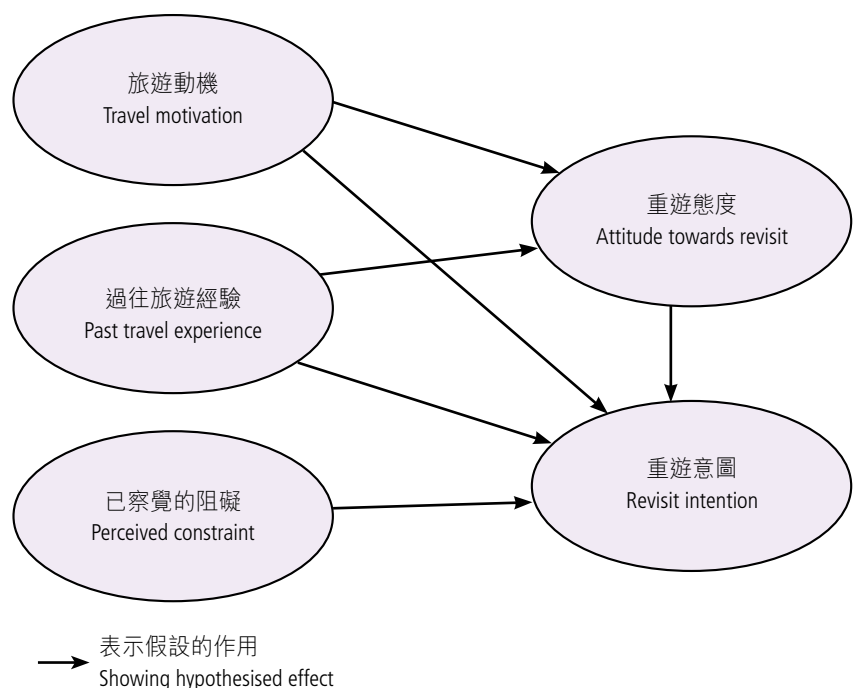 旅遊動機
Travel motivation
重遊態度
Attitude towards revisit
過往旅遊經驗
Past travel experience
重遊意圖
Revisit intention
已察覺的阻礙
Perceived constraint
表示假設的作用
Showing hypothesised effect